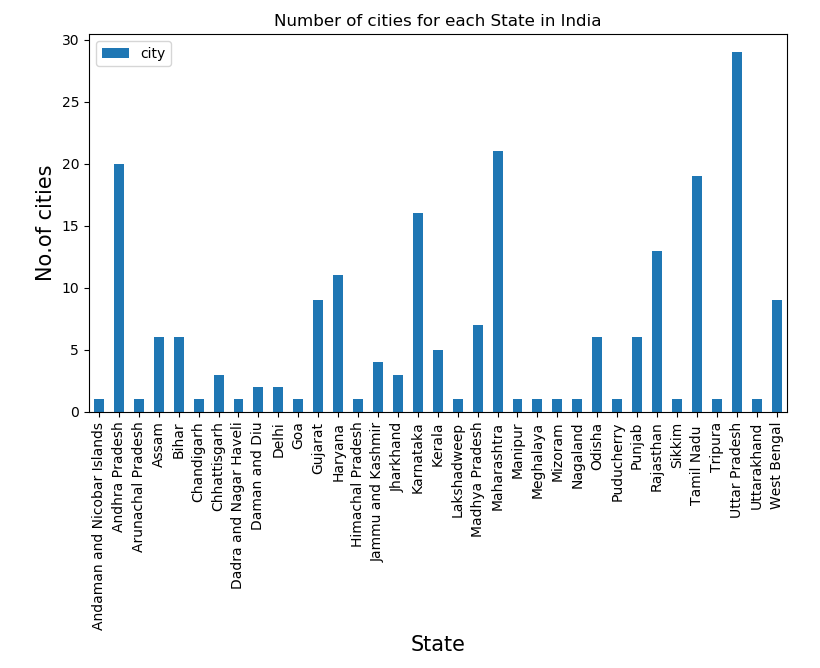 Number of cities for each State in India
city
No.of cities
30
25
20
15
10
5
0
Andaman and Nicobar Islands
Andhra Pradesh
Arunachal Pradesh
Assam
Bihar
Chandigarh
Chhattisgarh
Dadra and Nagar Haveli
Daman and Diu
Delhi
Goa
Gujarat
Haryana
Himachal Pradesh
Jammu and Kashmir
Jharkhand
Karnataka
Kerala
Lakshadweep
Madhya Pradesh
Maharashtra
Manipur
Meghalaya
Mizoram
Nagaland
Odisha
Puducherry
Punjab
Rajasthan
Sikkim
Tamil Nadu
Tripura
Uttar Pradesh
Uttarakhand
West Bengal
State